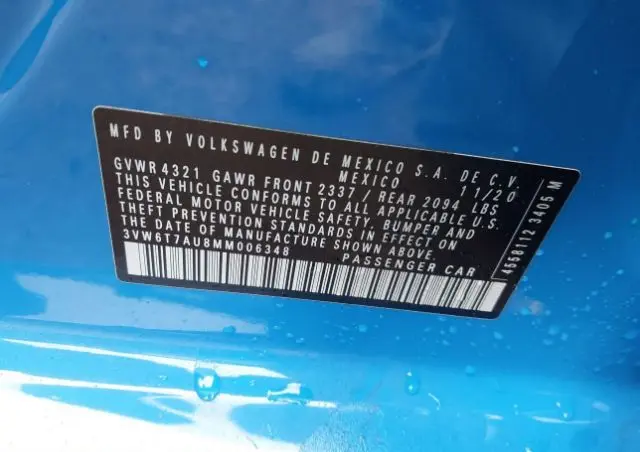 MFD BY VOLKSWAGEN DE MEXICO S.A. DE C.V.
MEXICO 11/20
GVWR 4321 GAWR FRONT 2337 / REAR 2094 LBS
THIS VEHICLE CONFORMS TO ALL APPLICABLE U.S.
FEDERAL MOTOR VEHICLE SAFETY, BUMPER, AND
THEFT PREVENTION STANDARDS IN EFFECT ON
THE DATE OF MANUFACTURE SHOWN ABOVE.
3VW6T7AU8MM006348 PASSENGER CAR
4558112 3405 M